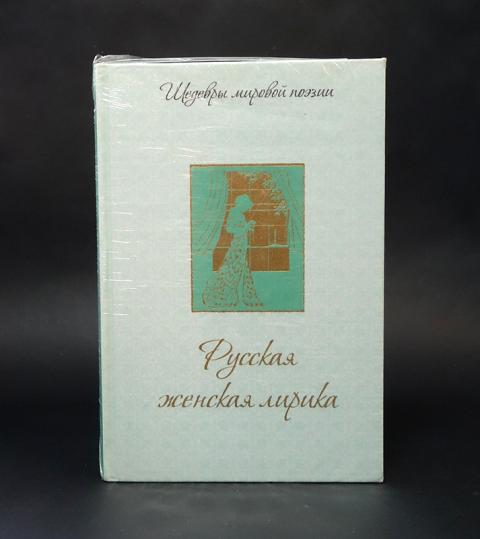 Шедевры мировой поэзии
Русская
женская лирика